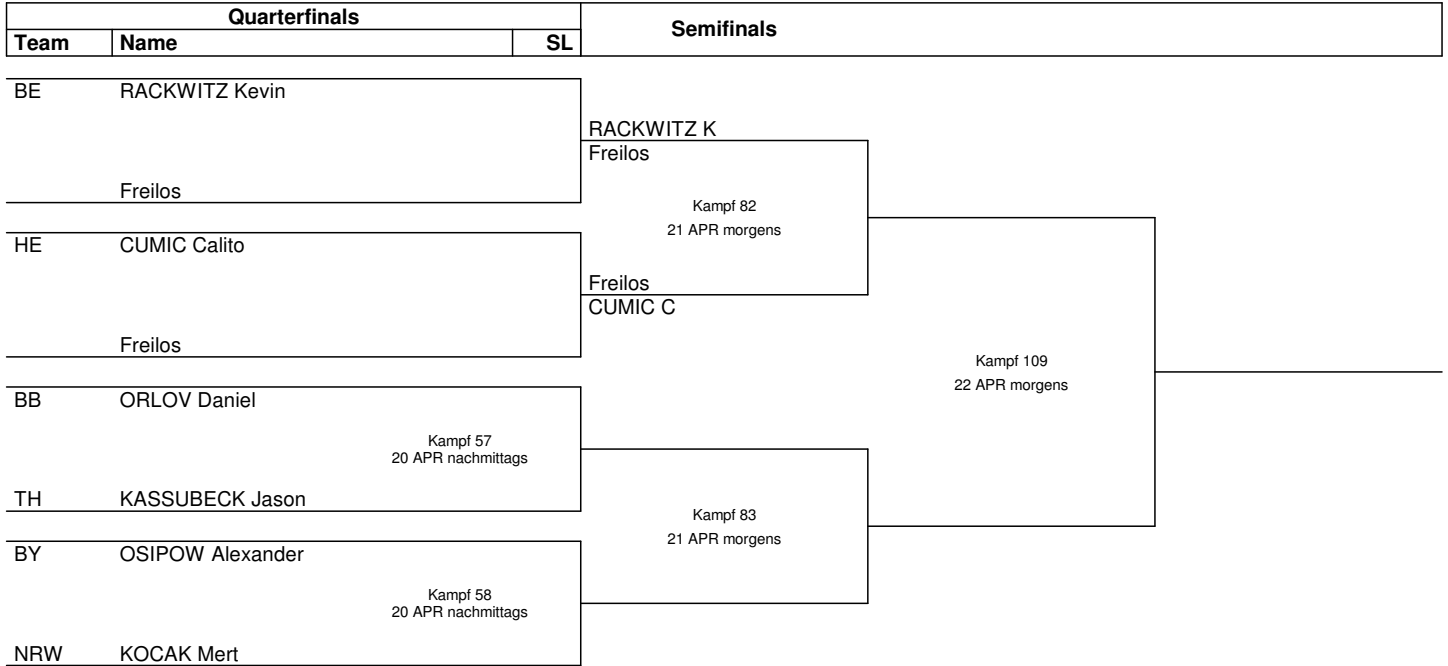 Quarterfinals
Semifinals
Team Name SL
BE RACKWITZ Kevin
RACKWITZ K
Freilos
Freilos
Kampf 82
21 APR morgens
HE CUMIC Calito
Freilos
CUMIC C
Freilos
Kampf 109
22 APR morgens
BB ORLOV Daniel
Kampf 57
20 APR nachmittags
TH KASSUBECK Jason
Kampf 83
21 APR morgens
BY OSIPOW Alexander
Kampf 58
20 APR nachmittags
NRW KOCAK Mert